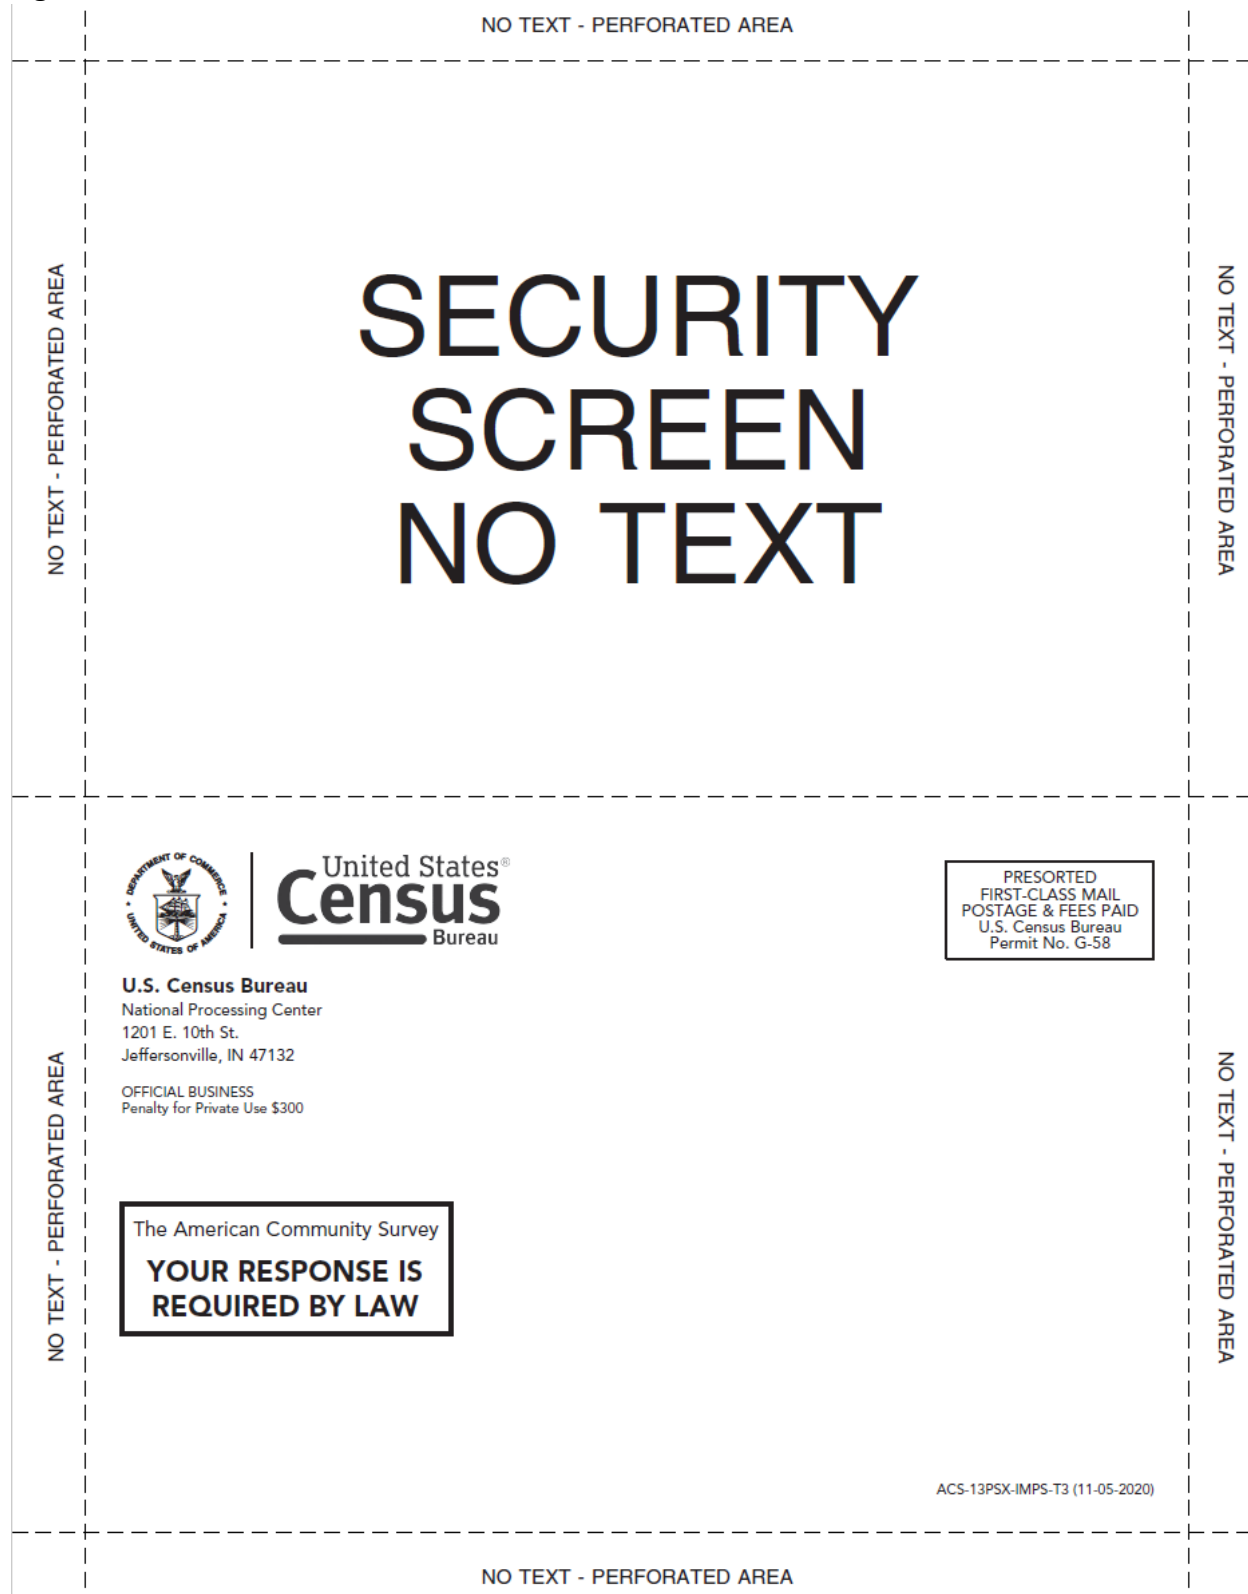 NO TEXT - PERFORATED AREA
NO TEXT - PERFORATED AREA
NO TEXT - PERFORATED AREA
SECURITY
SCREEN
NO TEXT
DEPARTMENT OF COMMERCE
UNITED STATES OF AMERICA
United States®
Census
Bureau
PRESORTED
FIRST-CLASS MAIL
POSTAGE & FEES PAID
U.S. Census Bureau
Permit No. G-58
U.S. Census Bureau
National Processing Center
1201 E. 10th St.
Jeffersonville, IN 47132
OFFICIAL BUSINESS
Penalty for Private Use $300
NO TEXT - PERFORATED AREA
NO TEXT - PERFORATED AREA
The American Community Survey
YOUR RESPONSE IS
REQUIRED BY LAW
ACS-13PSX-IMPS-T3 (11-05-2020)
NO TEXT - PERFORATED AREA